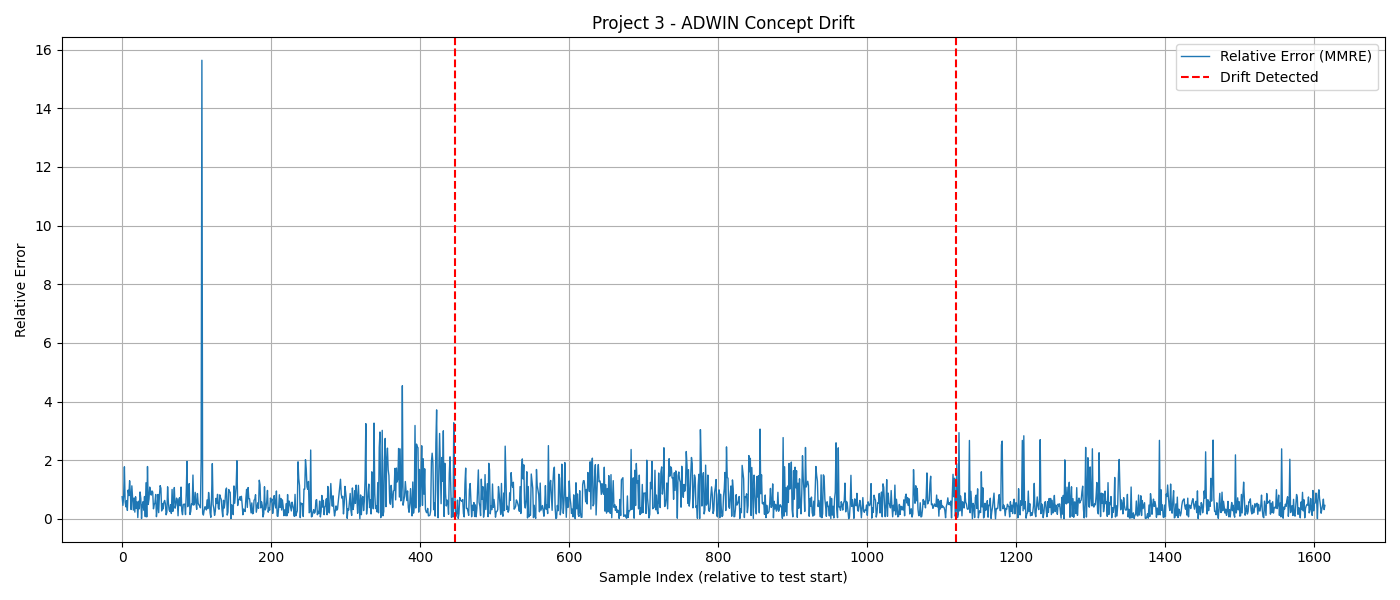 Project 3 - ADWIN Concept Drift
Relative Error (MMRE)
Drift Detected
16
14
12
10
8
6
4
2
0
Relative Error
0 200 400 600 800 1000 1200 1400 1600
Sample Index (relative to test start)